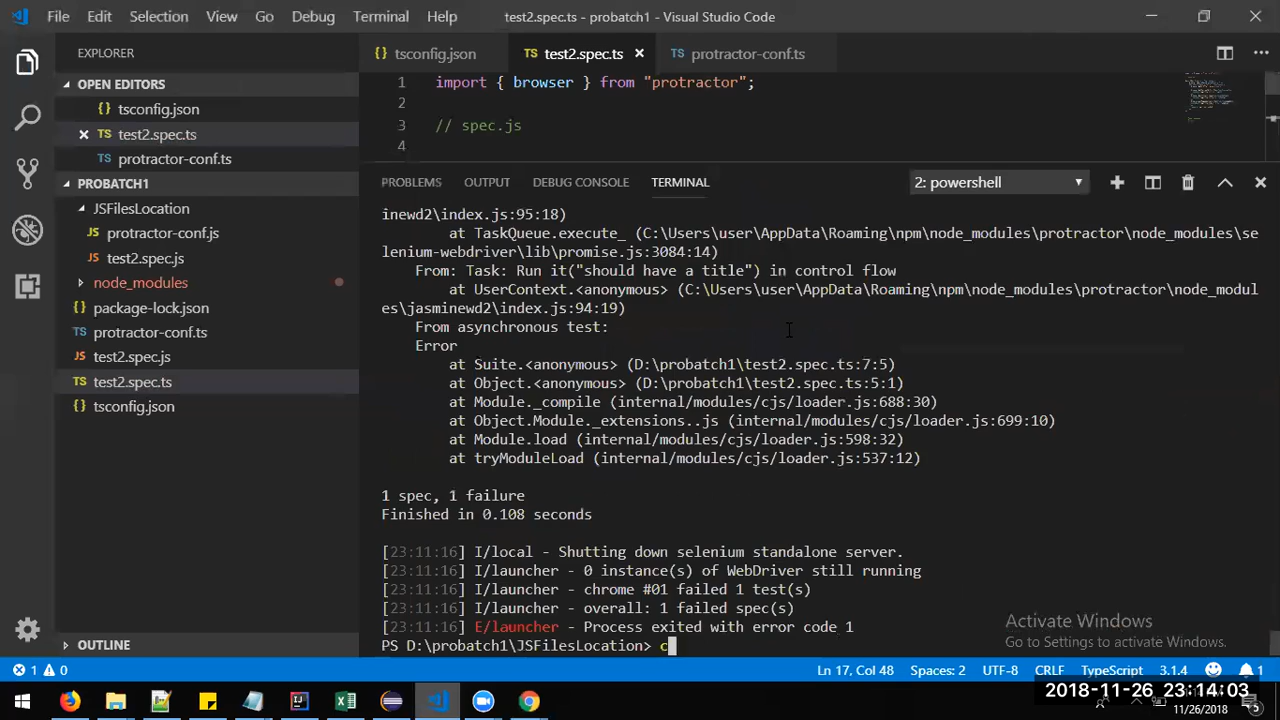 File Edit Selection View Go Debug Terminal Help test2.spec.ts - probatch1 - Visual Studio Code
EXPLORER
OPEN EDITORS
tsconfig.json
test2.spec.ts
protractor-conf.ts
PROBATCH1
JSFilesLocation
protractor-conf.js
test2.spec.js
node_modules
package-lock.json
protractor-conf.ts
test2.spec.js
test2.spec.ts
tsconfig.json
OUTLINE
tsconfig.json test2.spec.ts protractor-conf.ts
1 import { browser } from "protractor";
2
3 // spec.js
4
PROBLEMS OUTPUT DEBUG CONSOLE TERMINAL 2: powershell
inewd2\index.js:95:18)
at TaskQueue.execute_ (C:\Users\user\AppData\Roaming\npm\node_modules\protractor\node_modules\se
lenium-webdriver\lib\promise.js:3084:14)
From: Task: Run it("should have a title") in control flow
at UserContext.<anonymous> (C:\Users\user\AppData\Roaming\npm\node_modules\protractor\node_modul
es\jasminewd2\index.js:94:19)
From asynchronous test:
Error
at Suite.<anonymous> (D:\probatch1\test2.spec.ts:7:5)
at Object.<anonymous> (D:\probatch1\test2.spec.ts:5:1)
at Module._compile (internal/modules/cjs/loader.js:688:30)
at Object.Module._extensions..js (internal/modules/cjs/loader.js:699:10)
at Module.load (internal/modules/cjs/loader.js:598:32)
at tryModuleLoad (internal/modules/cjs/loader.js:537:12)
1 spec, 1 failure
Finished in 0.108 seconds
[23:11:16] I/local - Shutting down selenium standalone server.
[23:11:16] I/launcher - 0 instance(s) of WebDriver still running
[23:11:16] I/launcher - chrome #01 failed 1 test(s)
[23:11:16] I/launcher - overall: 1 failed spec(s)
[23:11:16] E/launcher - Process exited with error code 1
PS D:\probatch1\JSFilesLocation> c
Activate Windows
Go to Settings to activate Windows.
1 0 Ln 17, Col 48 Spaces: 2 UTF-8 CRLF TypeScript 3.1.4 1
2018-11-26 23:14:03
11/26/2018 5